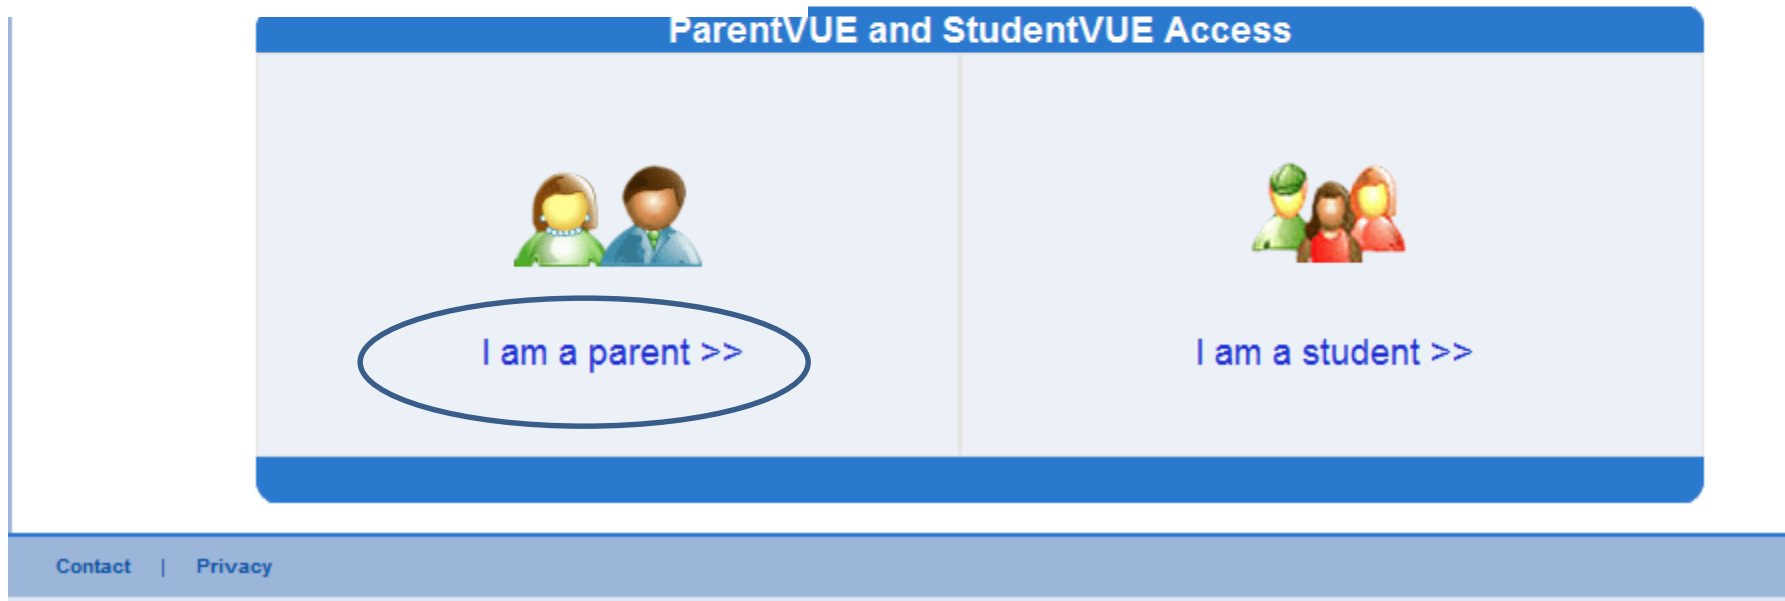 ParentVUE and StudentVUE Access
I am a parent >>
I am a student >>
Contact | Privacy